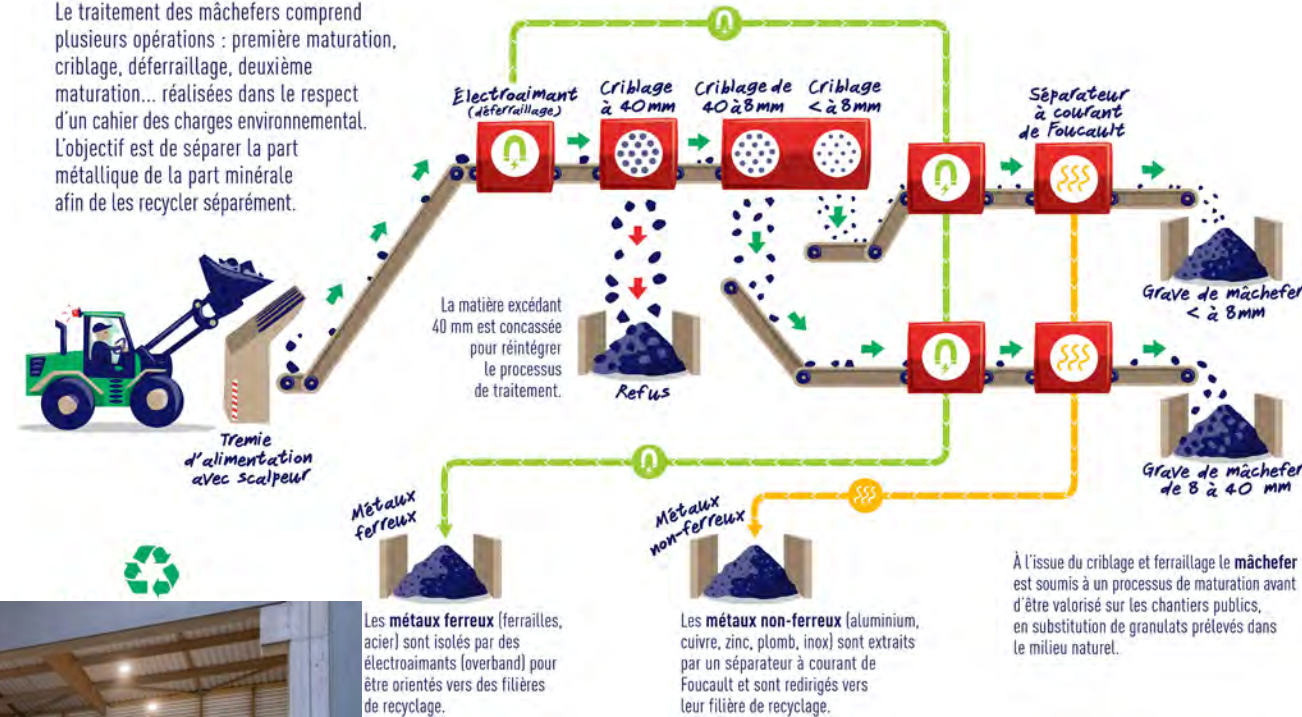 Le traitement des mâchefers comprend
plusieurs opérations : première maturation,
criblage, déferraillage, deuxième
maturation... réalisées dans le respect
d'un cahier des charges environnemental.
L'objectif est de séparer la part
métallique de la part minérale
afin de les recycler séparément.
Électroaimant
(déferraillage)
Criblage
à 40 mm
Criblage de
40 à 8mm
Criblage
< à 8mm
Séparateur
à courant
de Foucault
Grave de mâchefer
< à 8mm
La matière excédant
40 mm est concassée
pour réintégrer
le processus
de traitement.
Refus
Tremie
d'alimentation
avec scalpeur
Grave de mâchefer
de 8 à 40 mm
Métaux
ferreux
Métaux
non-ferreux
Les métaux ferreux (ferrailles,
acier) sont isolés par des
électroaimants (overband) pour
être orientés vers des filières
de recyclage.
Les métaux non-ferreux (aluminium,
cuivre, zinc, plomb, inox) sont extraits
par un séparateur à courant de
Foucault et sont redirigés vers
leur filière de recyclage.
À l'issue du criblage et ferraillage le mâchefer
est soumis à un processus de maturation avant
d'être valorisé sur les chantiers publics,
en substitution de granulats prélevés dans
le milieu naturel.